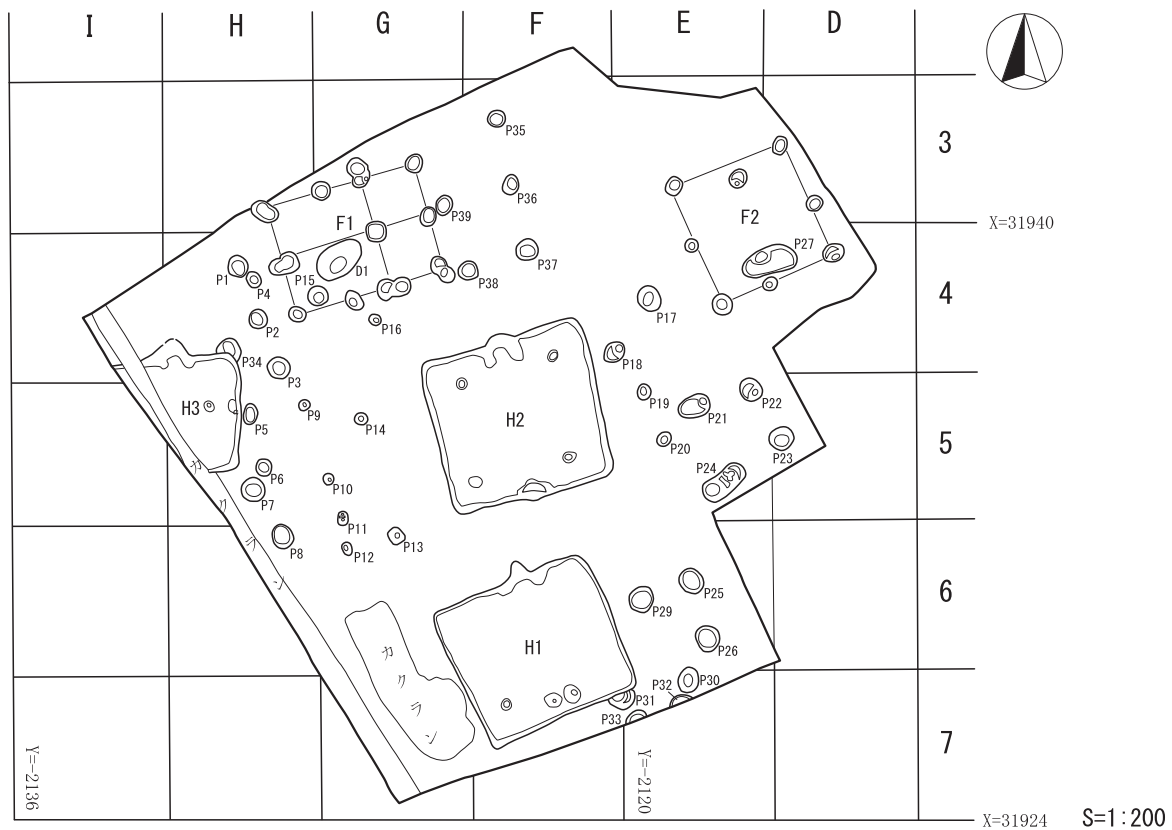 I H G F E D
3
P35
P36
P39
F1
F2
X=31940
P27
P37
P1
P4
P15
D1
P38
4
P17
P2
P16
P34
P3
P18
H3
P9
P5
P14
H2
P19
P21
P22
5
P20
P23
P6
P7
P10
P24
カクラン
P11
P12
P13
P8
6
P25
P29
P26
H1
カクラン
P32
P30
P31
P33
7
Y=-2136
Y=-2120
X=31924
S=1:200